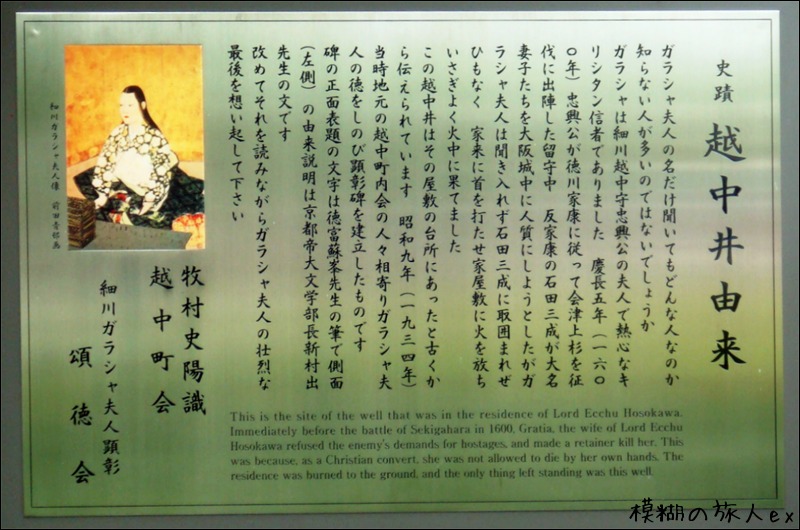 史蹟 越中井由来
ガラシャ夫人の名だけ聞いてもどんな人なのか
知らない人が多いのではないでしょうか
ガラシャは細川越中守忠興公の夫人で熱心なキ
リシタン信者でありました 慶長五年（一六〇
〇年）忠興公が徳川家康に従って会津上杉を征
伐に出陣した留守中 反家康の石田三成が大名
妻子たちを大阪城中に人質にしようとしたがガ
ラシャ夫人は聞き入れず石田三成に取囲まれぜ
ひもなく 家来に首を打たせ家屋敷に火を放ち
いさぎよく火中に果てました
この越中井はその屋敷の台所にあったと古くか
ら伝えられています 昭和九年（一九三四年）
当時地元の越中町内会の人々相寄りガラシャ夫
人の徳をしのび顕彰碑を建立したものです
碑の正面表題の文字は徳富蘇峯先生の筆で側面
（左側）の由来説明は京都帝大文学部長新村出
先生の文です
改めてそれを読みながらガラシャ夫人の壮烈な
最後を想い起して下さい
牧村史陽識
越中町会
細川ガラシャ夫人顕彰
頌徳会
細川ガラシャ夫人像 前田青邨画
This is the site of the well that was in the residence of Lord Ecchu Hosokawa.
Immediately before the battle of Sekigahara in 1600, Gratia, the wife of Lord Ecchu
Hosokawa refused the enemy's demands for hostages, and made a retainer kill her. This
was because, as a Christian convert, she was not allowed to die by her own hands. The
residence was burned to the ground, and the only thing left standing was this well.
模糊の旅人ex